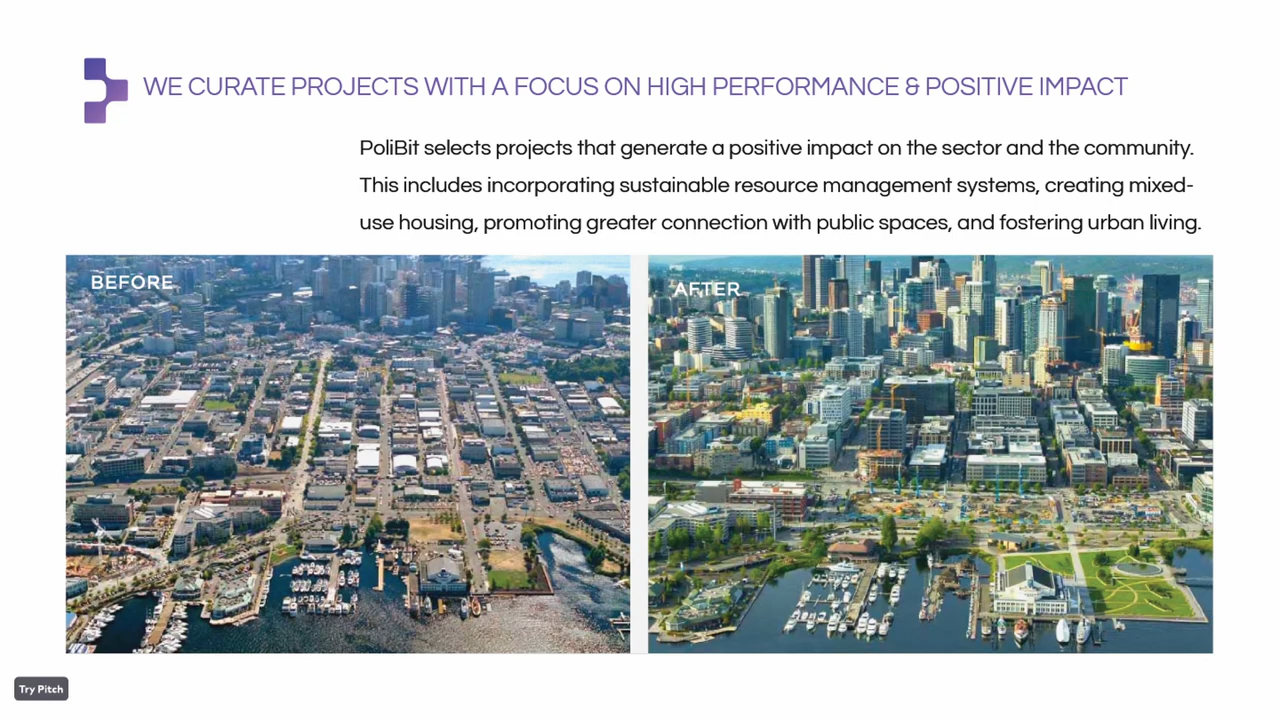 WE CURATE PROJECTS WITH A FOCUS ON HIGH PERFORMANCE & POSITIVE IMPACT
PoliBit selects projects that generate a positive impact on the sector and the community.
This includes incorporating sustainable resource management systems, creating mixed-
use housing, promoting greater connection with public spaces, and fostering urban living.
BEFORE
AFTER
Try Pitch